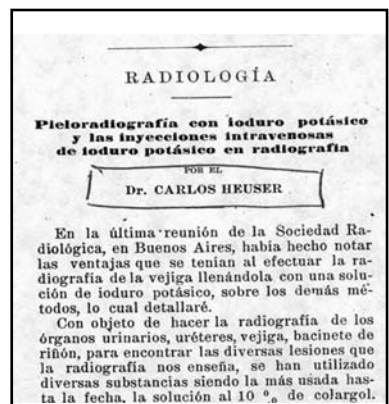 RADIOLOGÍA
Pieloradiografía con ioduro potásico
y las inyecciones intravenosas
de ioduro potásico en radiografia
POR EL
Dr. CARLOS HEUSER
En la última reunión de la Sociedad Ra-
diológica, en Buenos Aires, había hecho notar
las ventajas que se tenían al efectuar la ra-
diografía de la vejiga llenándola con una solu-
ción de ioduro potásico, sobre los demás mé-
todos, lo cual detallaré.
Con objeto de hacer la radiografía de los
órganos urinarios, uréteres, vejiga, bacinete de
riñón, para encontrar las diversas lesiones que
la radiografía nos enseña, se han utilizado
diversas substancias siendo la más usada has-
ta la fecha, la solución al 10 % de colargol.